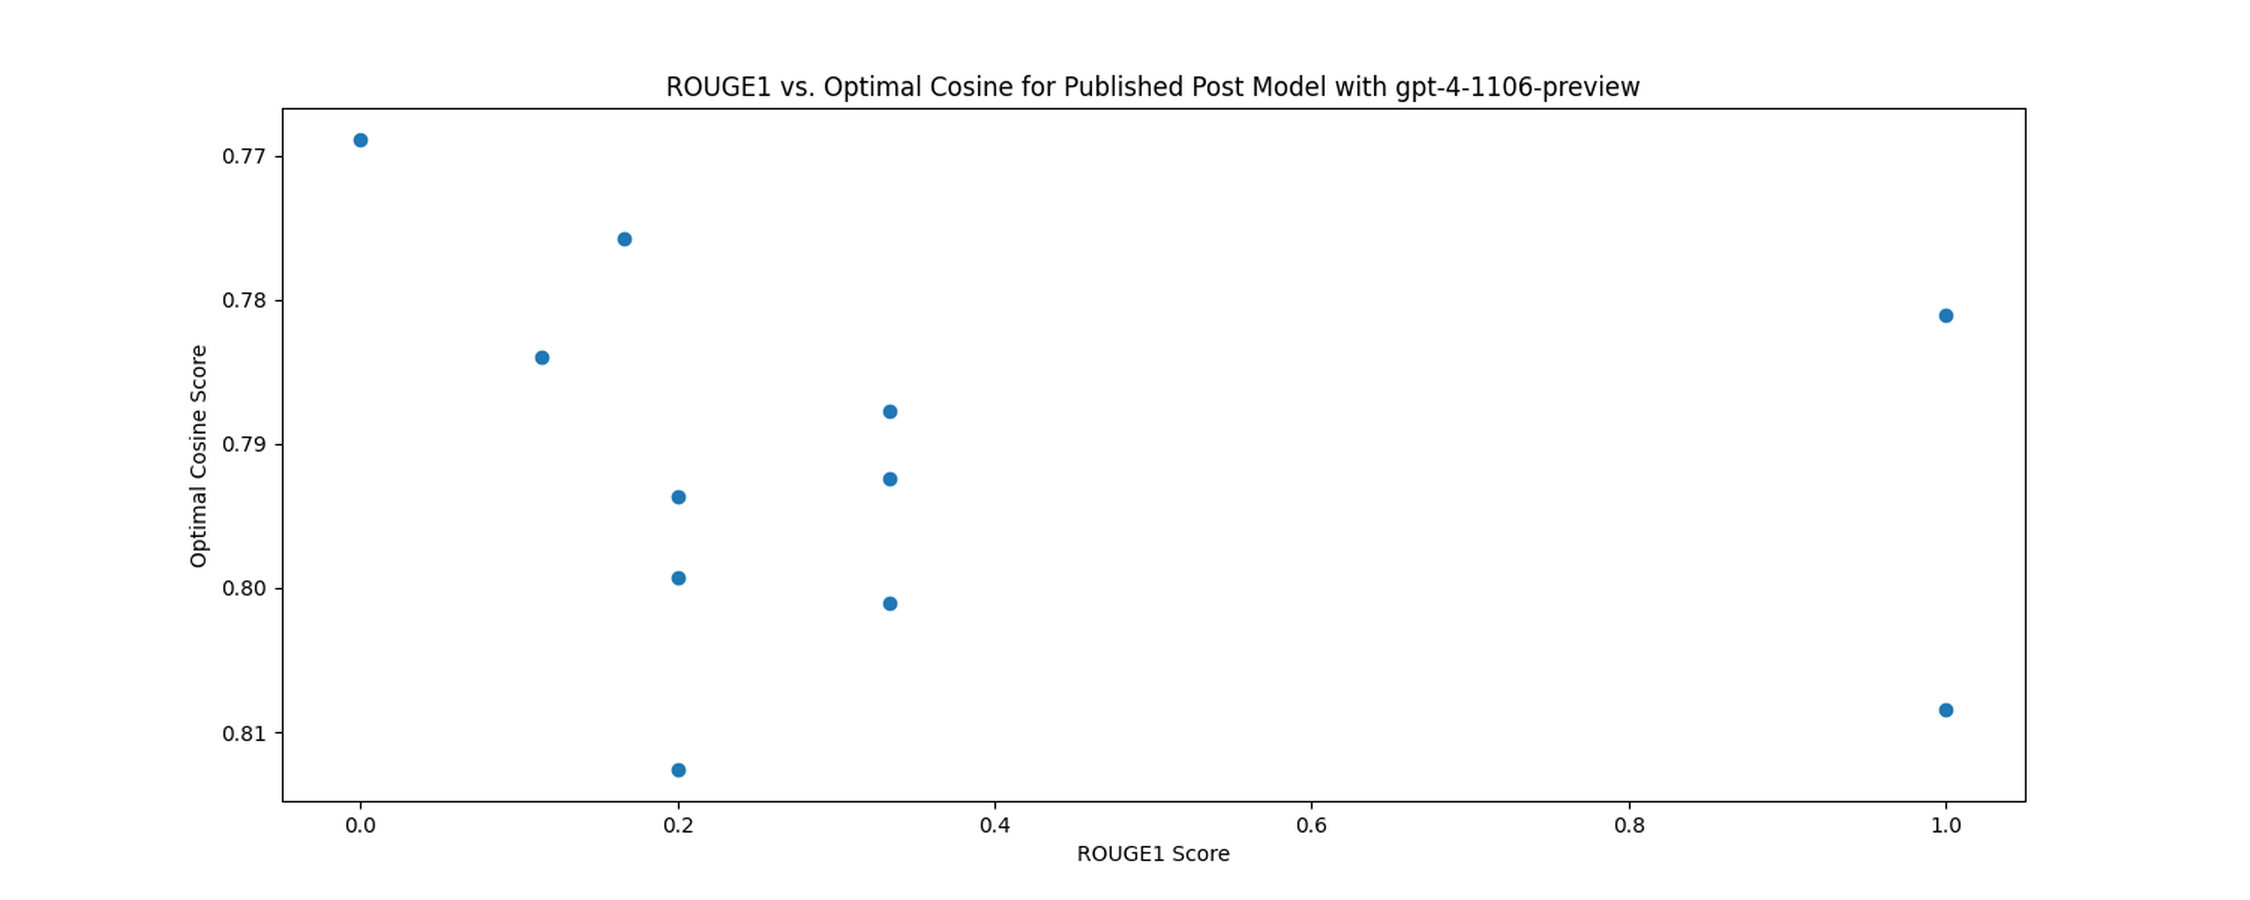 ROUGE1 vs. Optimal Cosine for Published Post Model with gpt-4-1106-preview
Optimal Cosine Score
0.77
0.78
0.79
0.80
0.81
0.0 0.2 0.4 0.6 0.8 1.0
ROUGE1 Score